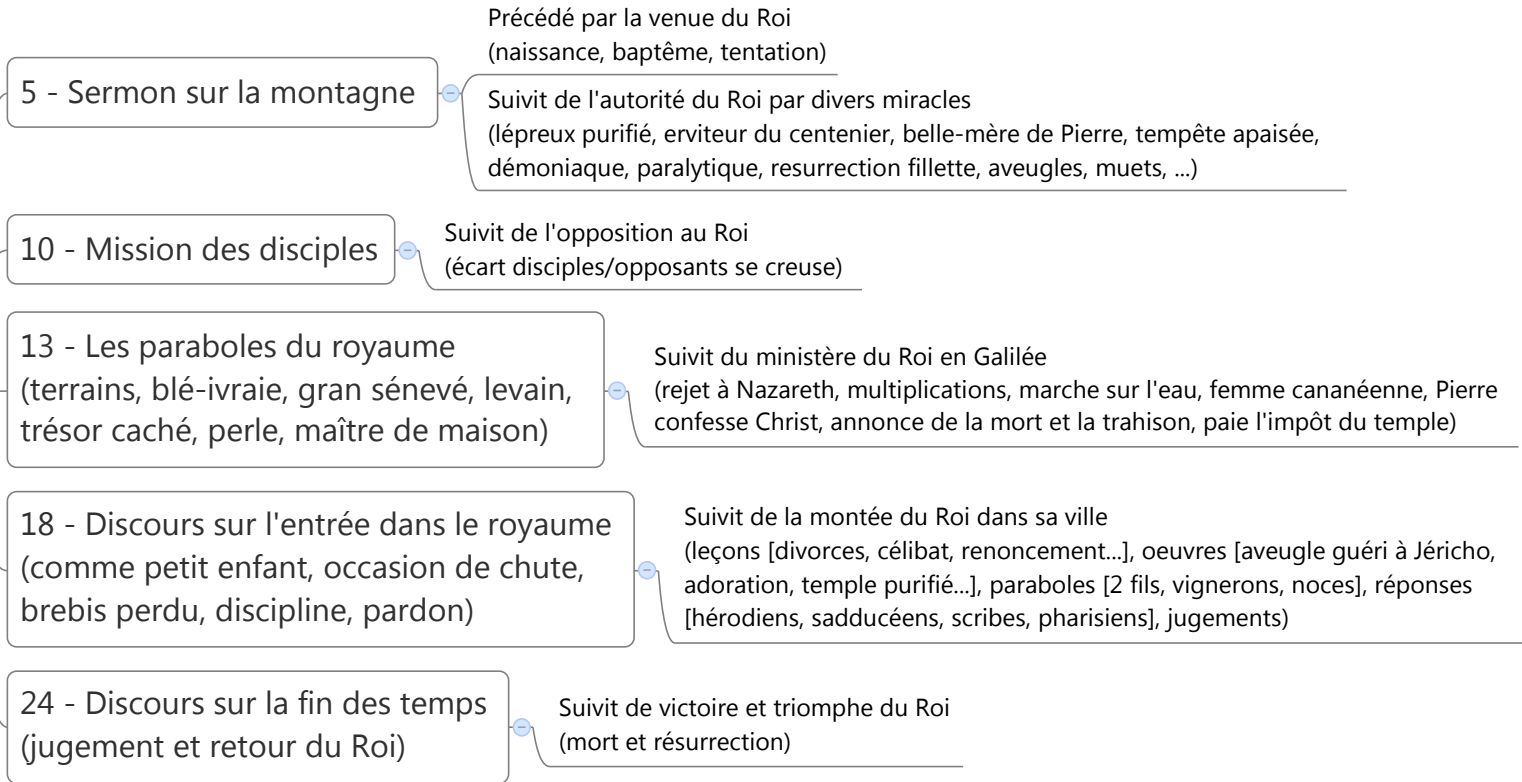 5 - Sermon sur la montagne
Précédé par la venue du Roi
(naissance, baptême, tentation)
Suivit de l'autorité du Roi par divers miracles
(lépreux purifié, erviteur du centenier, belle-mère de Pierre, tempête apaisée,
démoniaque, paralytique, resurrection fillette, aveugles, muets, ...)
10 - Mission des disciples
Suivit de l'opposition au Roi
(écart disciples/opposants se creuse)
13 - Les paraboles du royaume
(terrains, blé-ivraie, gran sénevé, levain,
trésor caché, perle, maître de maison)
Suivit du ministère du Roi en Galilée
(rejet à Nazareth, multiplications, marche sur l'eau, femme cananéenne, Pierre
confesse Christ, annonce de la mort et la trahison, paie l'impôt du temple)
18 - Discours sur l'entrée dans le royaume
(comme petit enfant, occasion de chute,
brebis perdu, discipline, pardon)
Suivit de la montée du Roi dans sa ville
(leçons [divorces, célibat, renoncement...], oeuvres [aveugle guéri à Jéricho,
adoration, temple purifié...], paraboles [2 fils, vignerons, noces], réponses
[hérodiens, sadducéens, scribes, pharisiens], jugements)
24 - Discours sur la fin des temps
(jugement et retour du Roi)
Suivit de victoire et triomphe du Roi
(mort et résurrection)